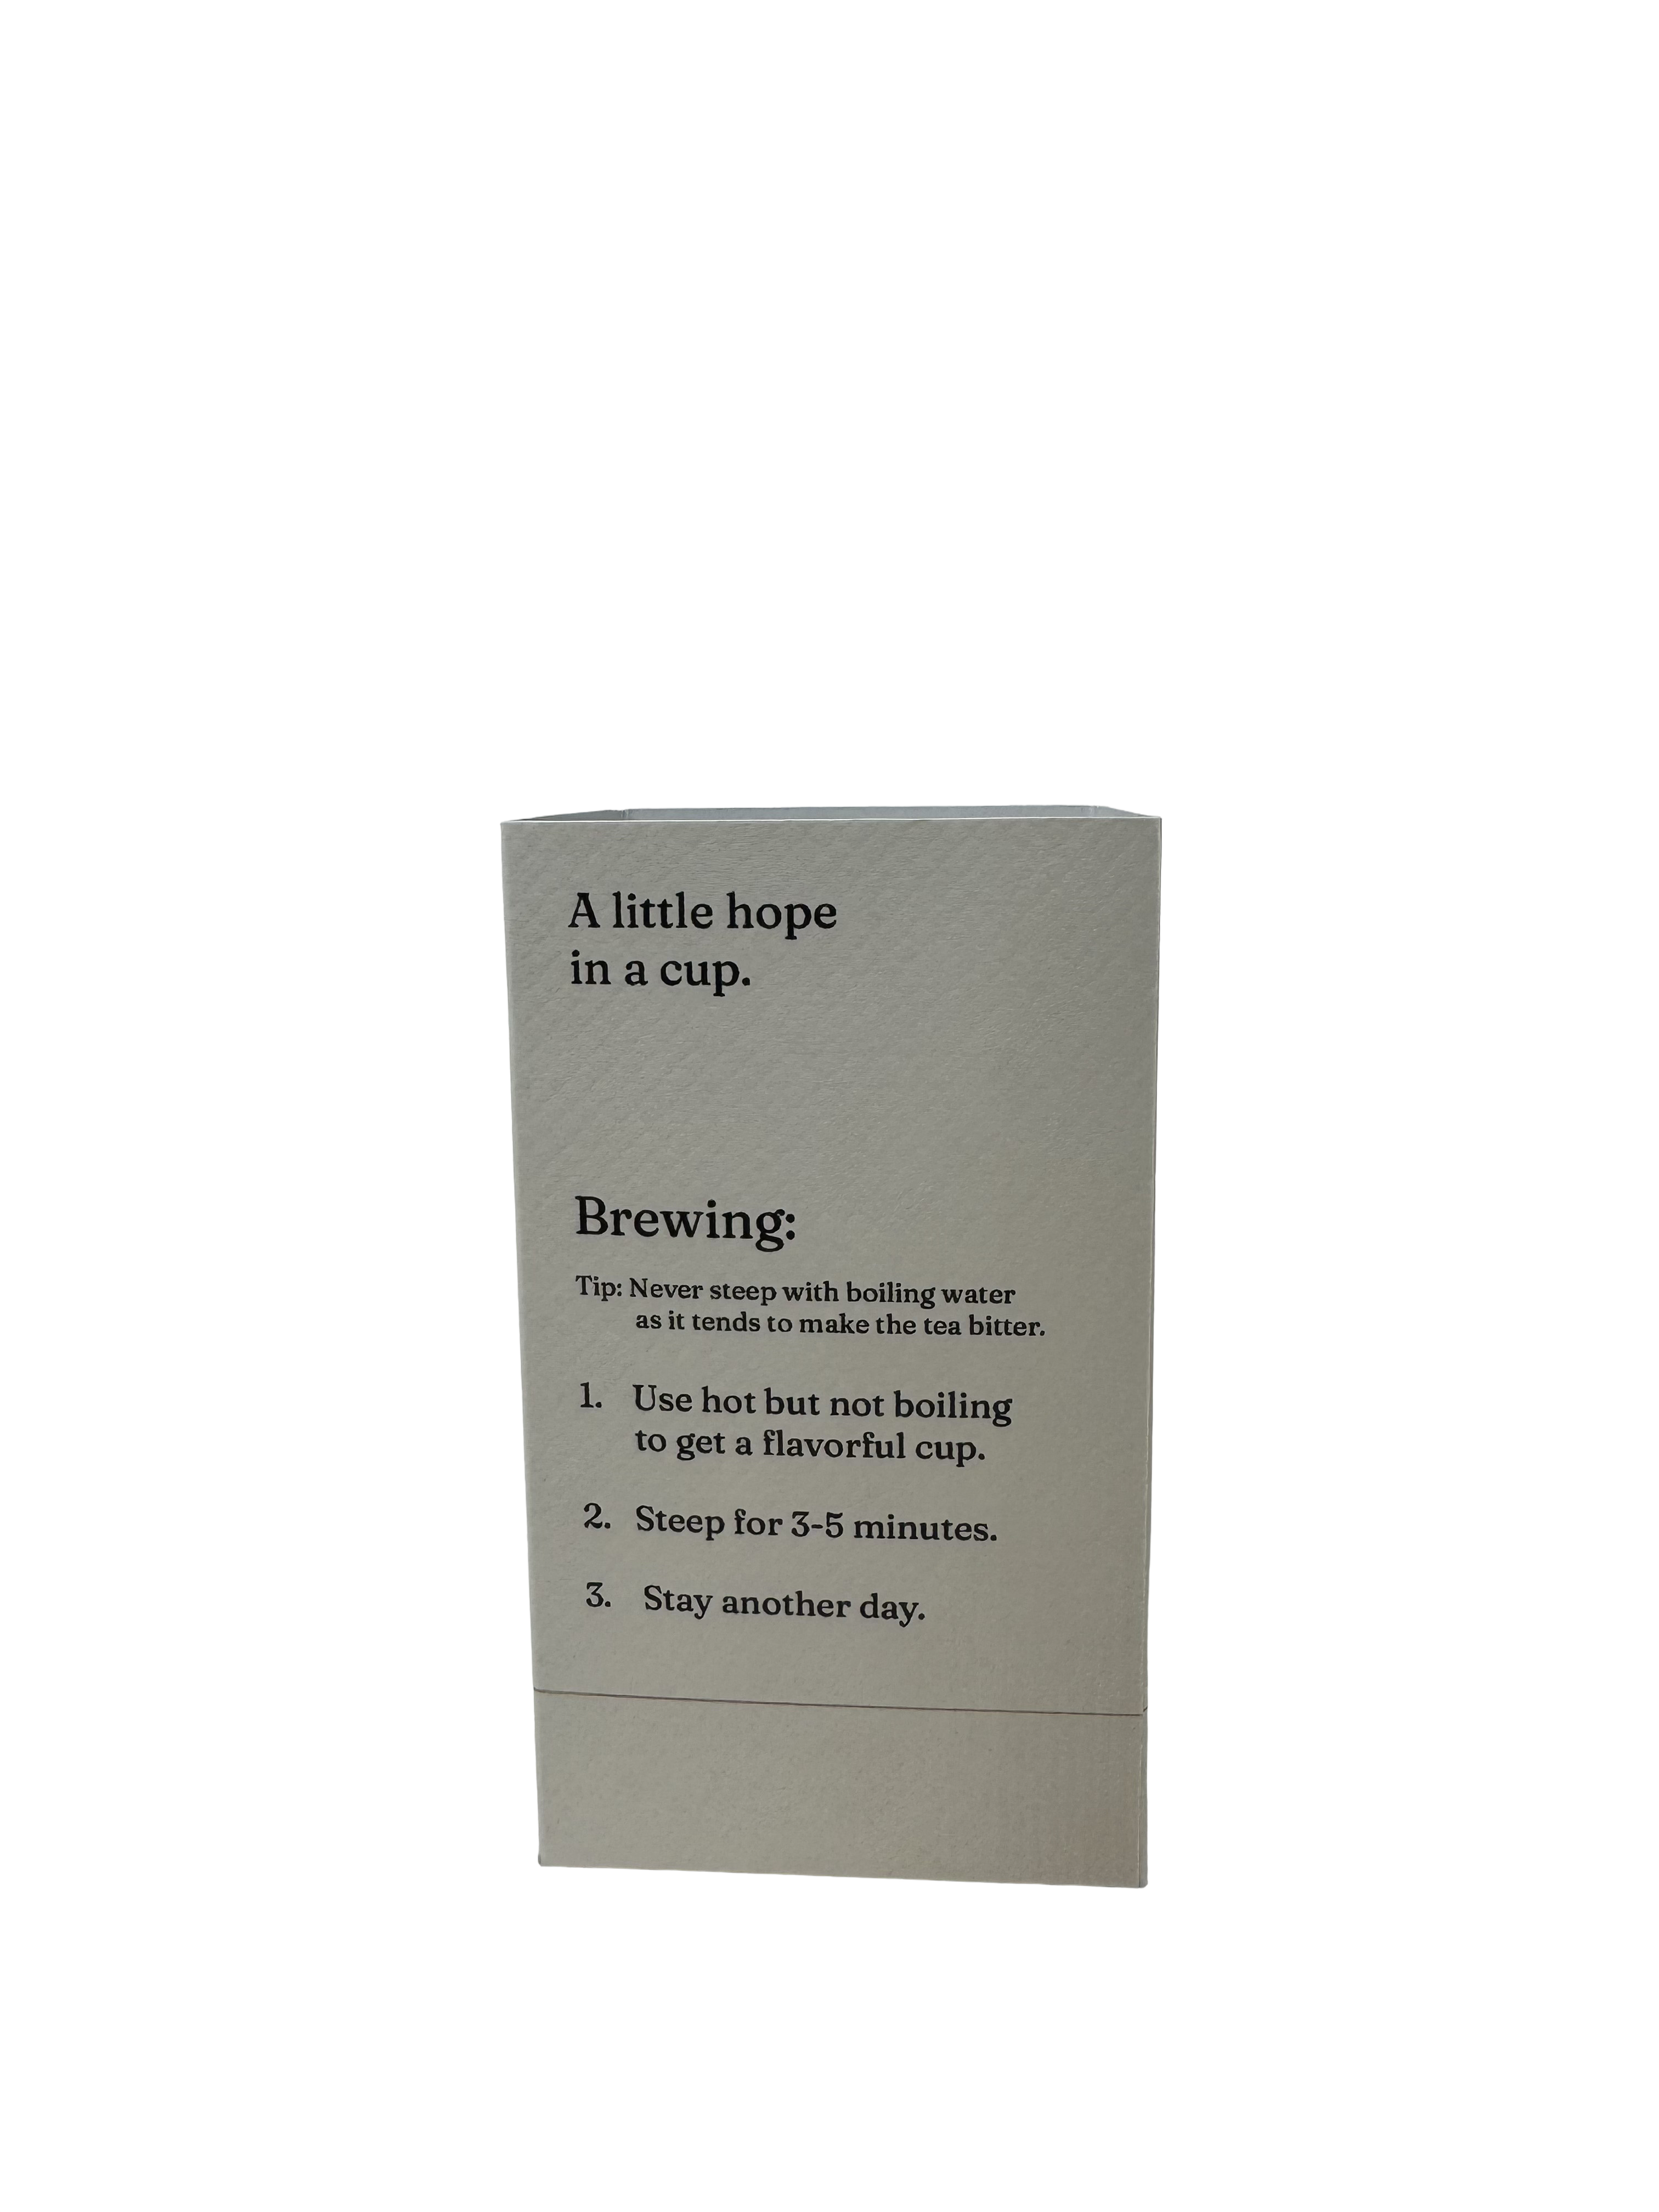 A little hope
in a cup.
Brewing:
Tip: Never steep with boiling water
as it tends to make the tea bitter.
1. Use hot but not boiling
to get a flavorful cup.
2. Steep for 3-5 minutes.
3. Stay another day.